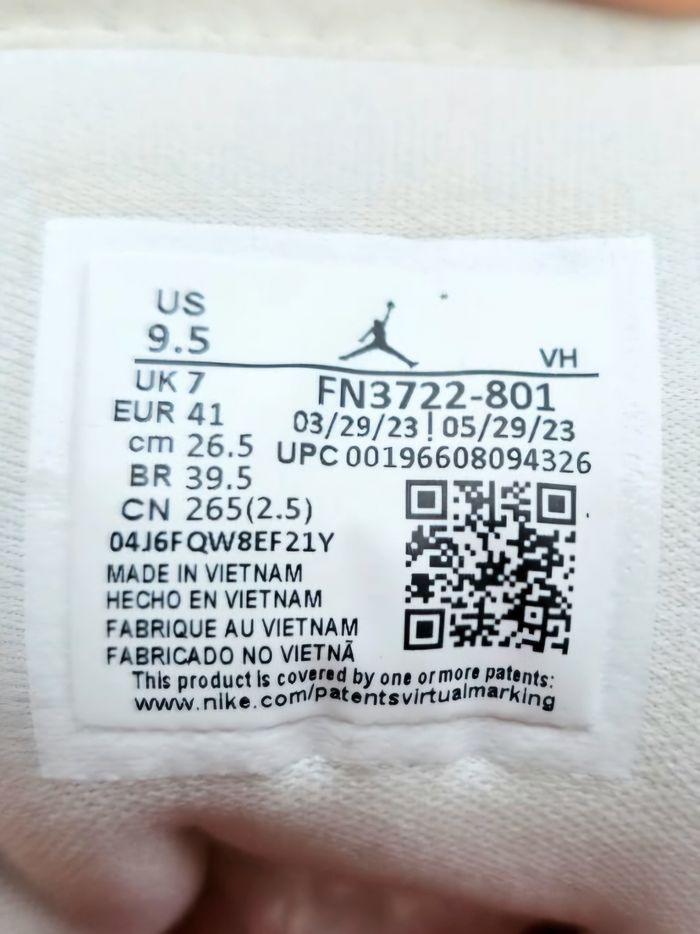 US
9.5
VH
UK 7
EUR 41
cm 26.5
BR 39.5
CN 265(2.5)
FN3722-801
03/29/23 ! 05/29/23
UPC 00196608094326
04J6FQW8EF21Y
MADE IN VIETNAM
HECHO EN VIETNAM
FABRIQUE AU VIETNAM
FABRICADO NO VIETNÃ
This product is covered by one or more patents:
www.nike.com/patentsvirtualmarking